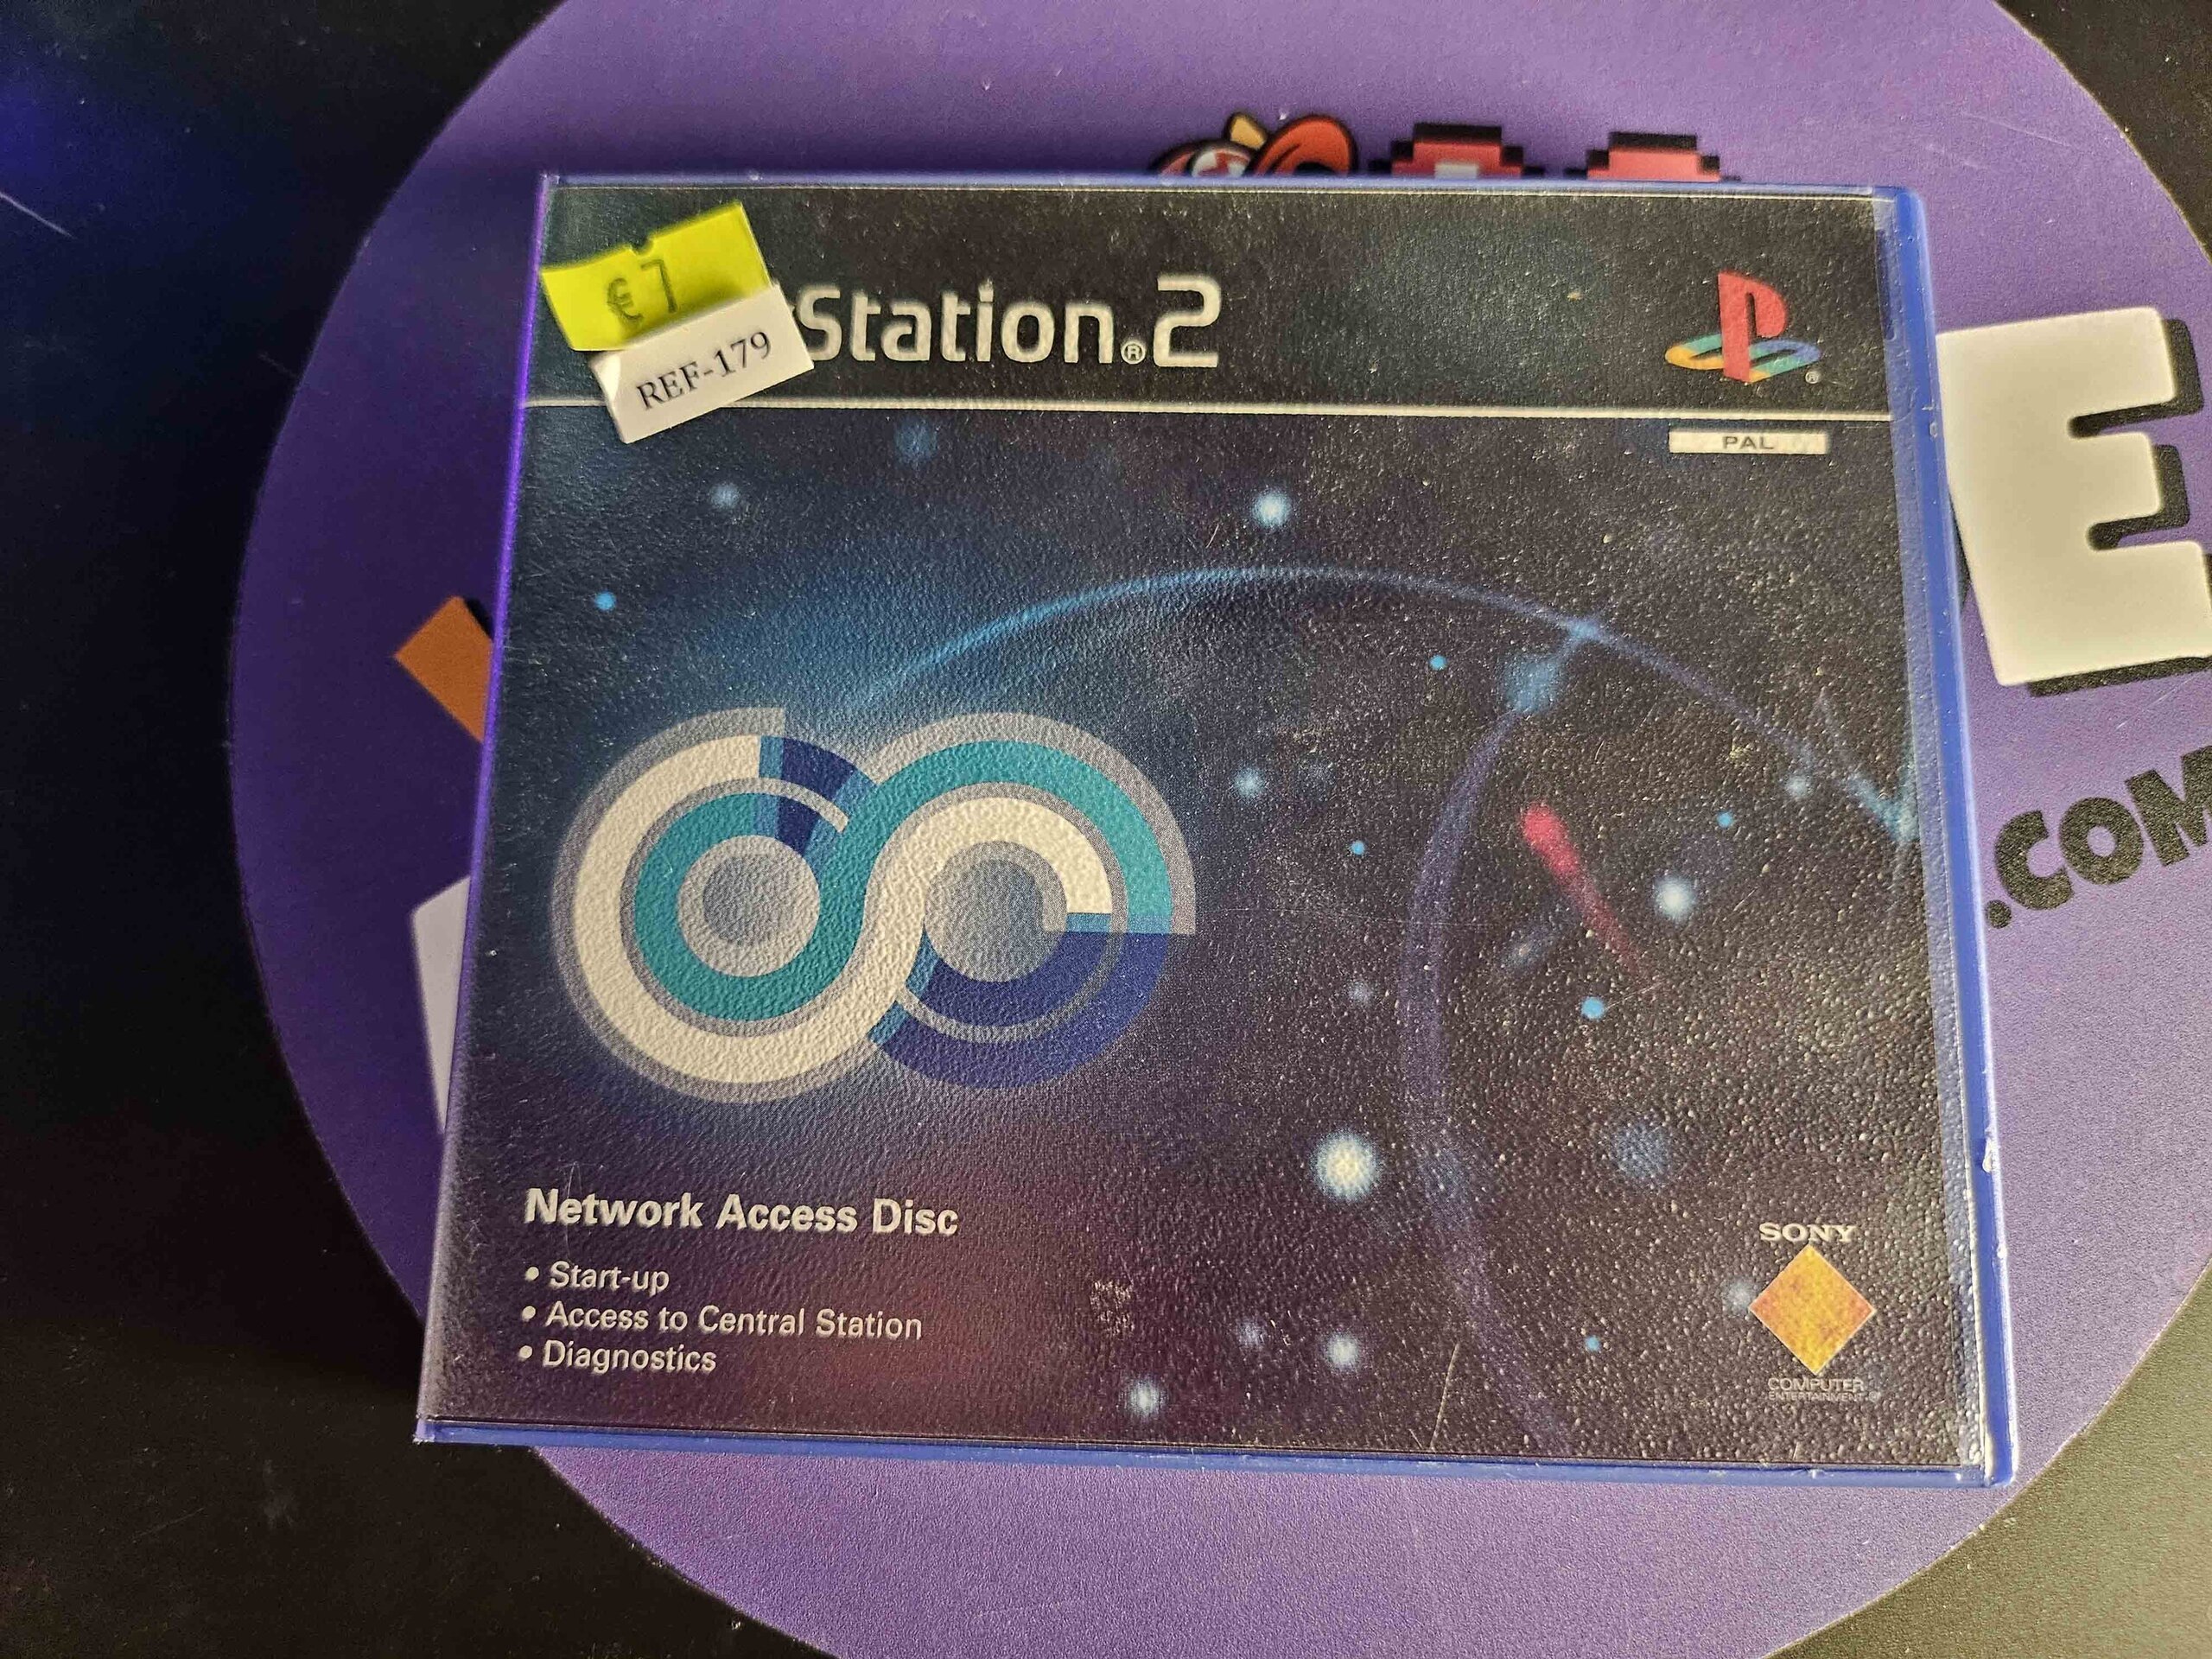 €7
REF-179
Station®2
PAL
E
.COM
Network Access Disc
• Start-up
• Access to Central Station
• Diagnostics
SONY
COMPUTER
ENTERTAINMENT®